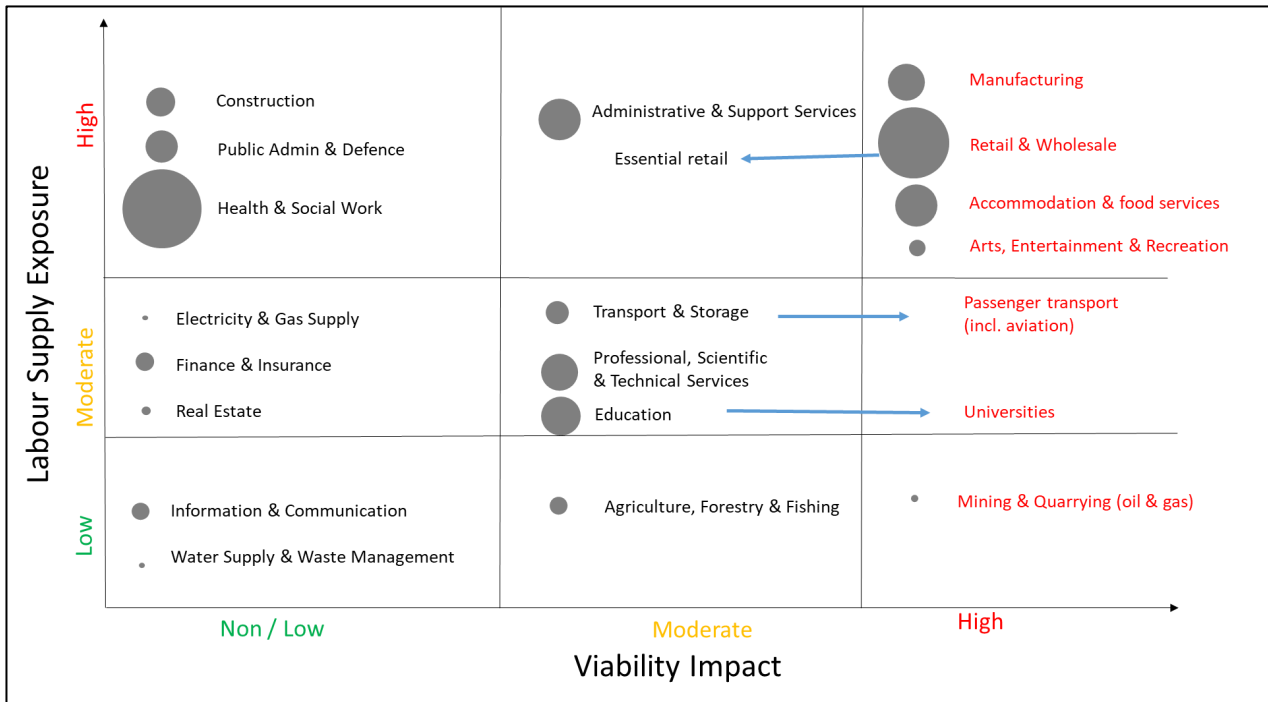 Labour Supply Exposure
High
Moderate
Low
Construction
Public Admin & Defence
Health & Social Work
Administrative & Support Services
Essential retail
Manufacturing
Retail & Wholesale
Accommodation & food services
Arts, Entertainment & Recreation
Electricity & Gas Supply
Finance & Insurance
Real Estate
Transport & Storage
Professional, Scientific
& Technical Services
Education
Passenger transport
(incl. aviation)
Universities
Information & Communication
Water Supply & Waste Management
Agriculture, Forestry & Fishing
Mining & Quarrying (oil & gas)
Non / Low
Moderate
High
Viability Impact